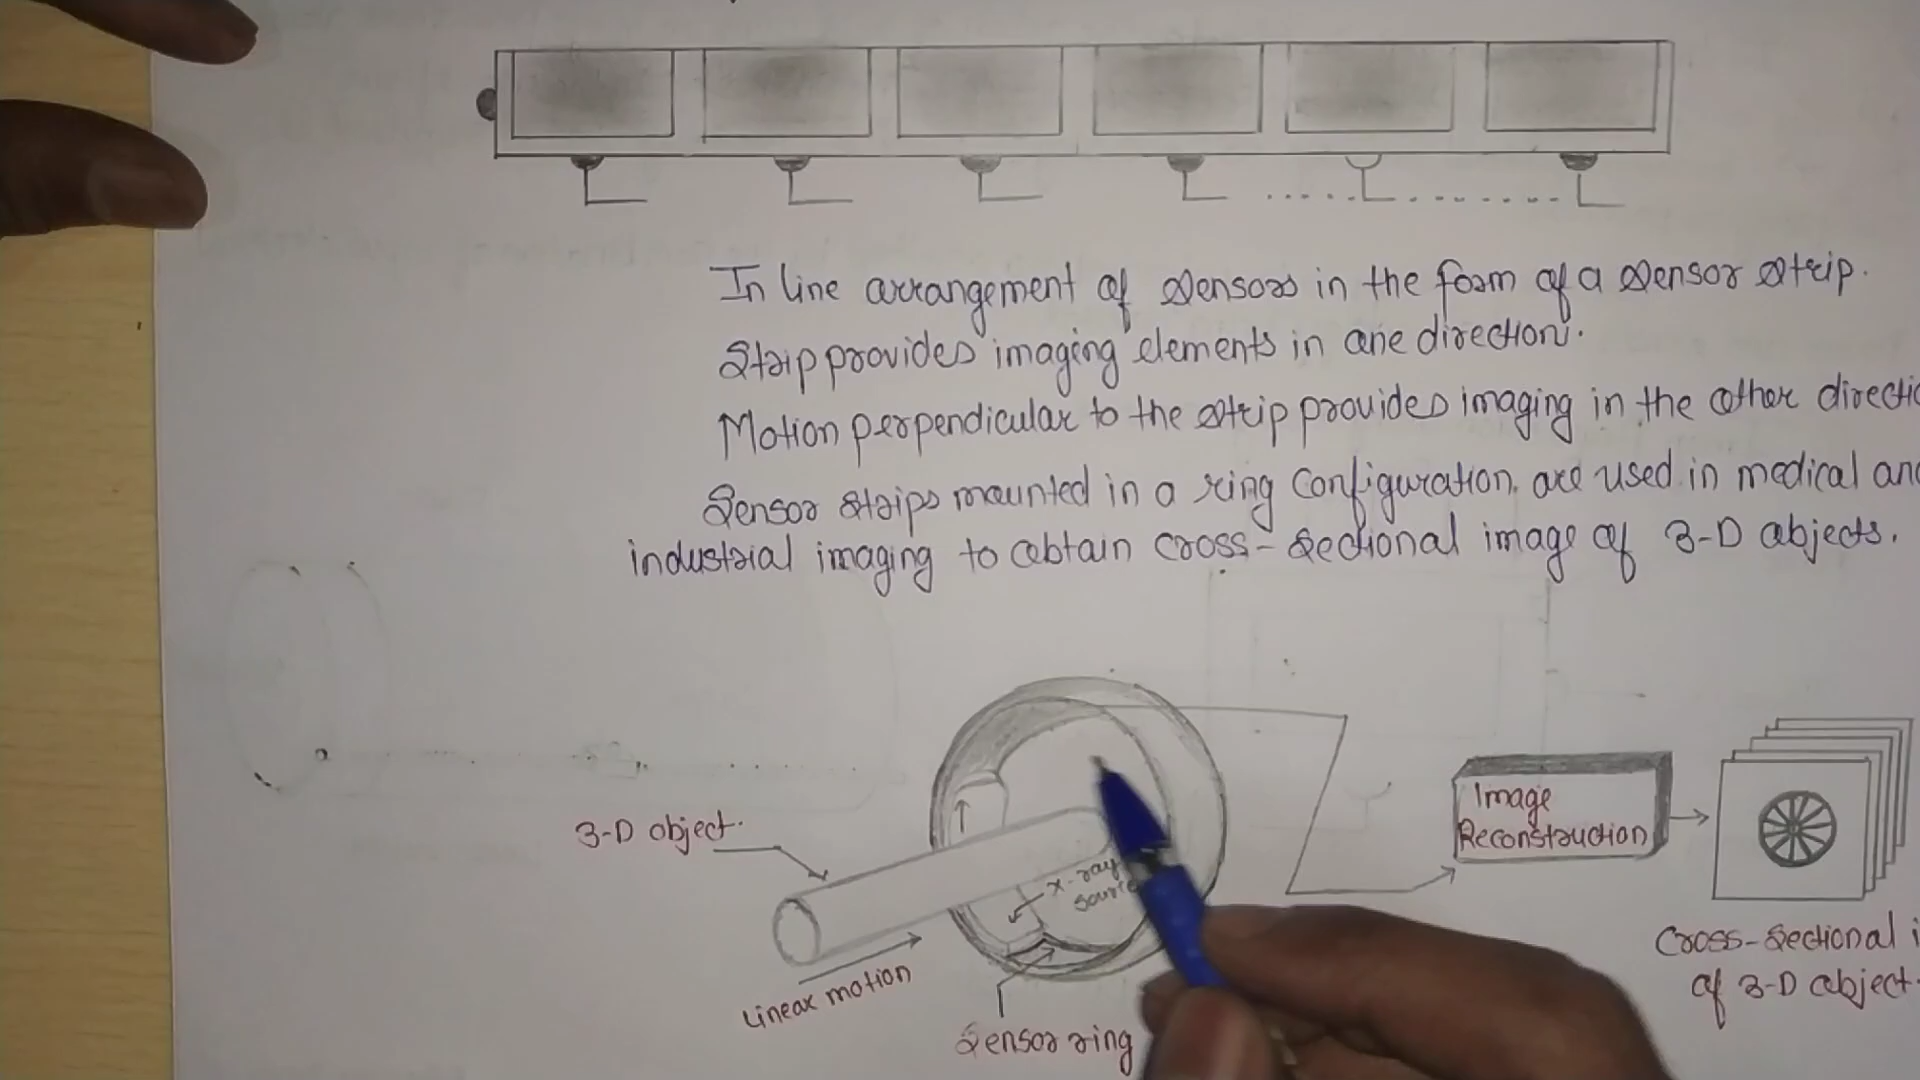 In line arrangement of sensors in the form of a sensor strip.
Strip provides imaging elements in one direction.
Motion perpendicular to the strip provides imaging in the other directio
Sensor strips mounted in a ring configuration are used in medical and
industrial imaging to obtain cross-sectional image of 3-D objects.
3-D object.
Image
Reconstruction
X-ray
source
Linear motion
Sensor ring
Cross-sectional i
of 3-D object.